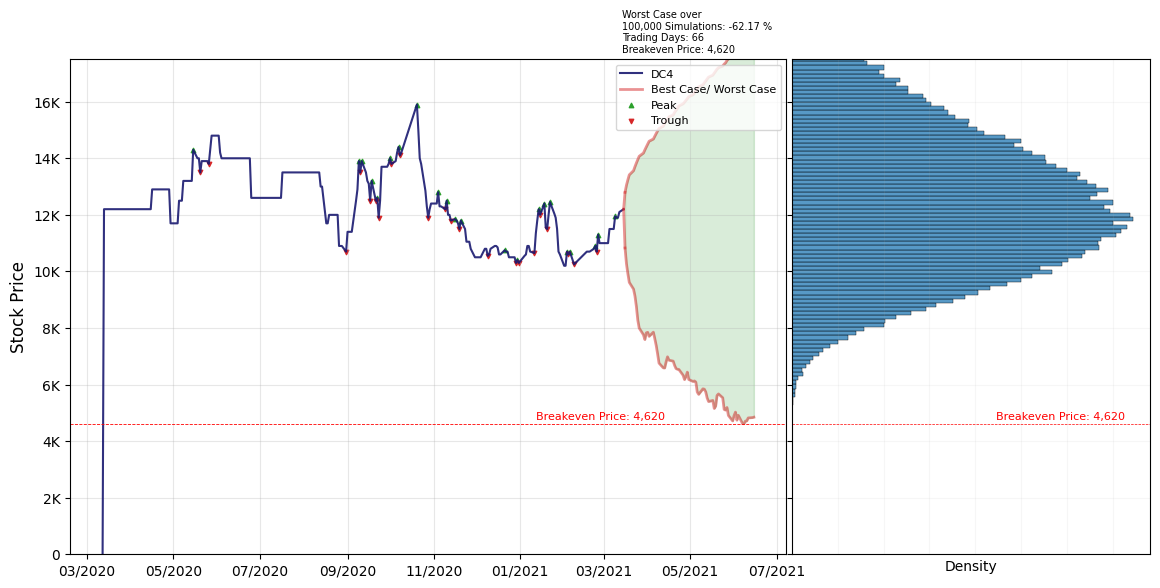 Worst Case over
100,000 Simulations: -62.17 %
Trading Days: 66
Breakeven Price: 4,620
DC4
Best Case/ Worst Case
Peak
Trough
16K
14K
12K
10K
8K
6K
4K
2K
0
Stock Price
Breakeven Price: 4,620
Breakeven Price: 4,620
03/2020
05/2020
07/2020
09/2020
11/2020
01/2021
03/2021
05/2021
07/2021
Density